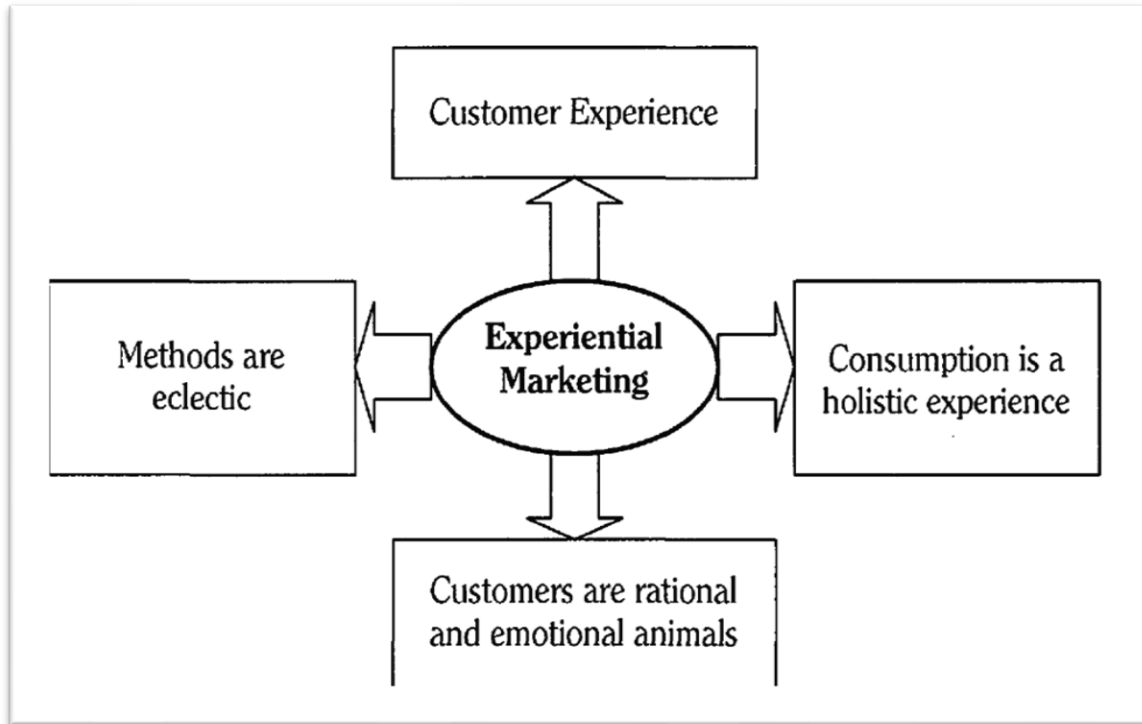 Customer Experience
Methods are
eclectic
Experiential
Marketing
Consumption is a
holistic experience
Customers are rational
and emotional animals